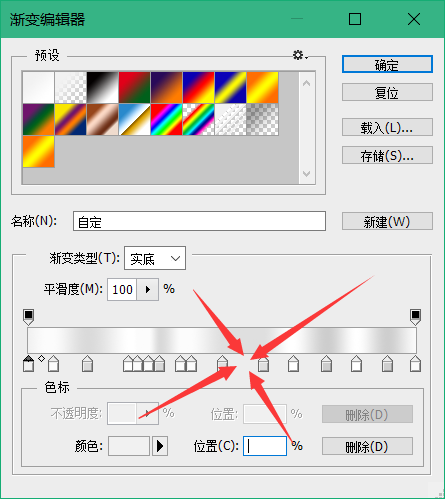 渐变编辑器
预设
确定
复位
载入(L)...
存储(S)...
名称(N): 自定 新建(W)
渐变类型(T): 实底
平滑度(M): 100 %
色标
不透明度: % 位置: % 删除(D)
颜色: 位置(C): % 删除(D)